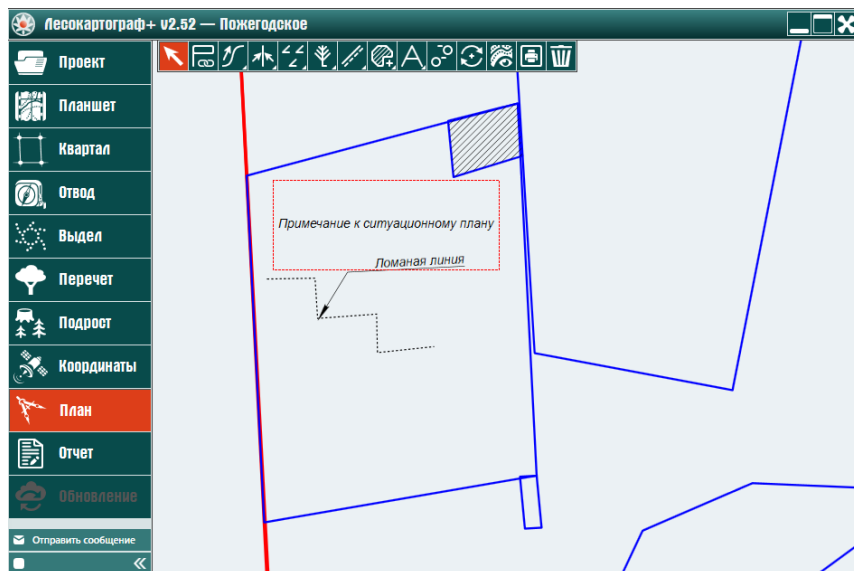 Лесокартограф+ v2.52 — Пожегодское
Проект
Планшет
Квартал
Отвод
Выдел
Перечет
Подрост
Координаты
План
Отчет
Обновление
Отправить сообщение
Примечание к ситуационному плану
Ломаная линия